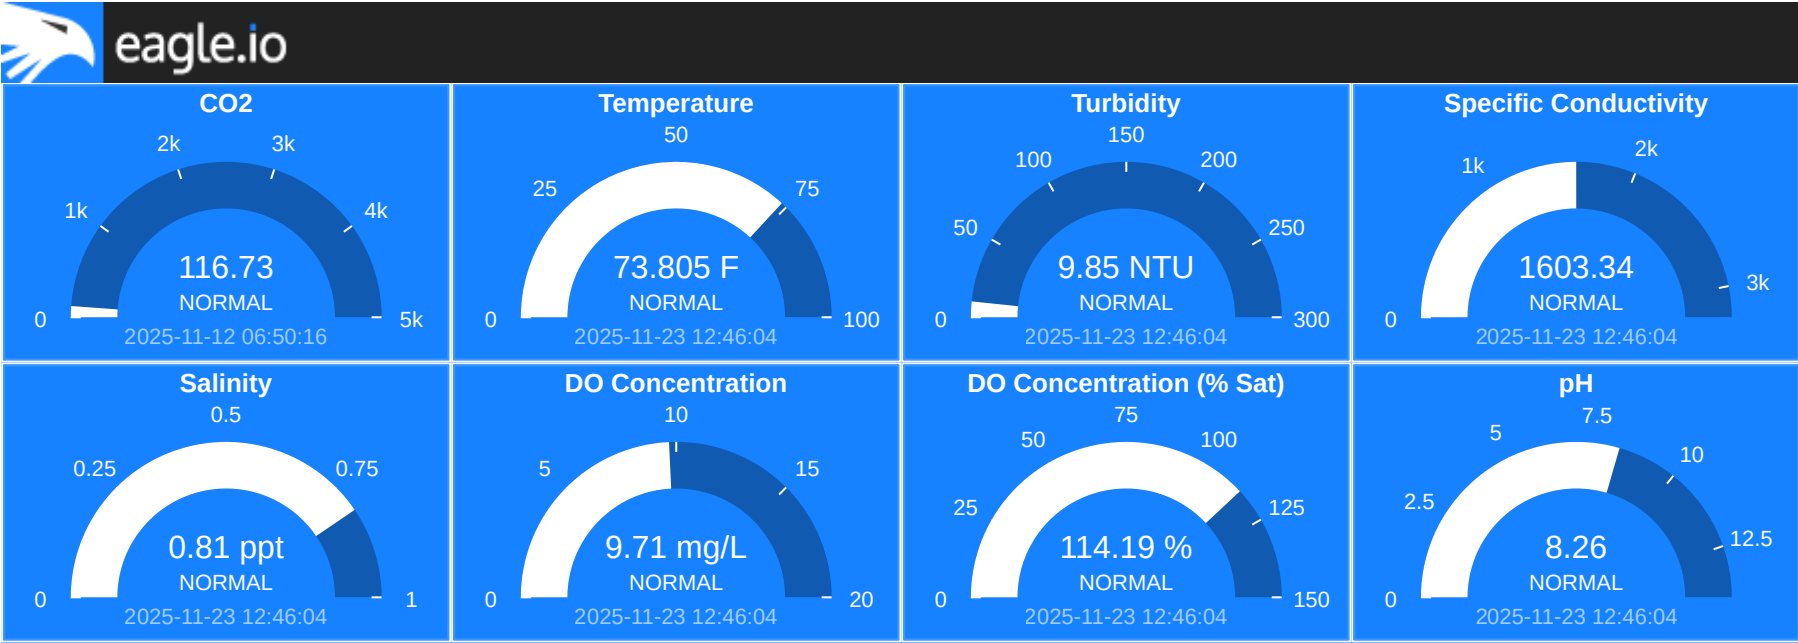 eagle.io
CO2
2k 3k
1k 4k
116.73
NORMAL
0 5k
2025-11-12 06:50:16
Temperature
50
25 75
73.805 F
NORMAL
0 100
2025-11-23 12:46:04
Turbidity
150
100 200
50 250
9.85 NTU
NORMAL
0 300
2025-11-23 12:46:04
Specific Conductivity
2k
1k
1603.34
3k
NORMAL
0
2025-11-23 12:46:04
Salinity
0.5
0.25 0.75
0.81 ppt
NORMAL
0 1
2025-11-23 12:46:04
DO Concentration
10
5 15
9.71 mg/L
NORMAL
0 20
2025-11-23 12:46:04
DO Concentration (% Sat)
75
50 100
25 125
114.19 %
NORMAL
0 150
2025-11-23 12:46:04
pH
7.5
5 10
2.5 12.5
8.26
NORMAL
0
2025-11-23 12:46:04